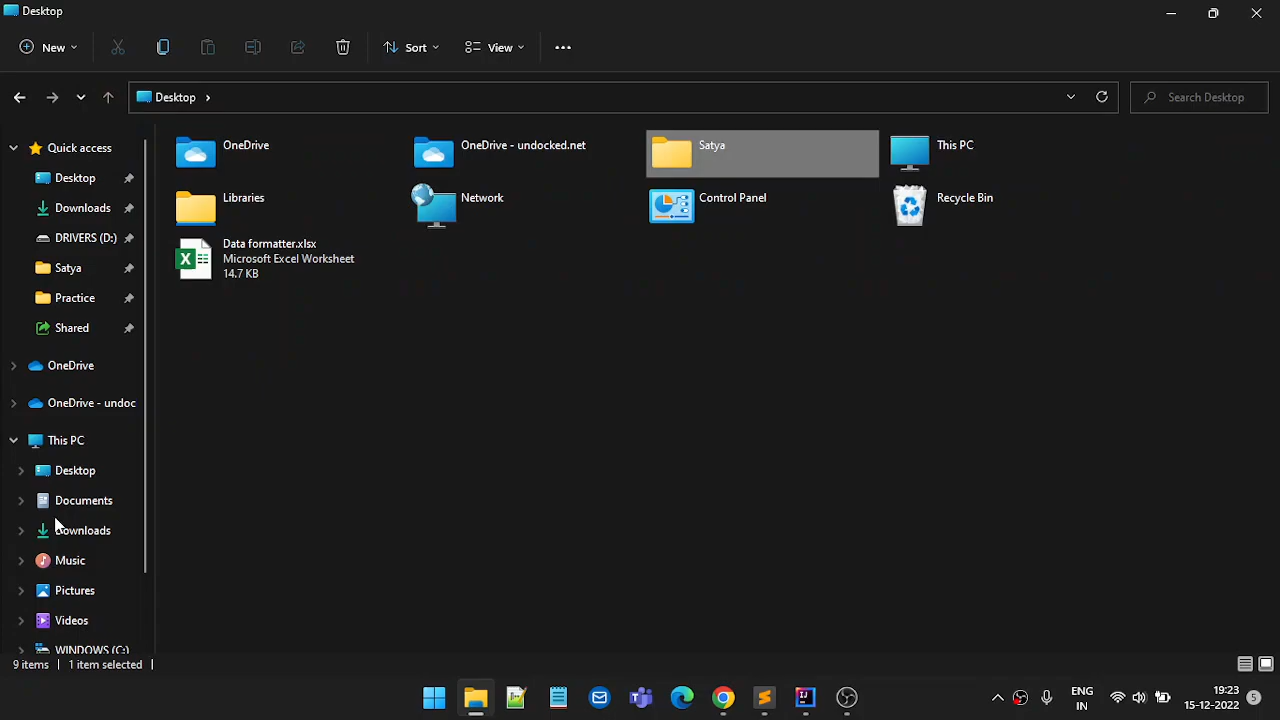 Desktop
New
Sort
View
Desktop
Search Desktop
Quick access
Desktop
Downloads
DRIVERS (D:)
Satya
Practice
Shared
OneDrive
OneDrive - undoc
This PC
Desktop
Documents
Downloads
Music
Pictures
Videos
WINDOWS (C:)
OneDrive
OneDrive - undocked.net
Satya
This PC
Libraries
Network
Control Panel
Recycle Bin
Data formatter.xlsx
Microsoft Excel Worksheet
14.7 KB
9 items
1 item selected
ENG
IN
19:23
15-12-2022
5